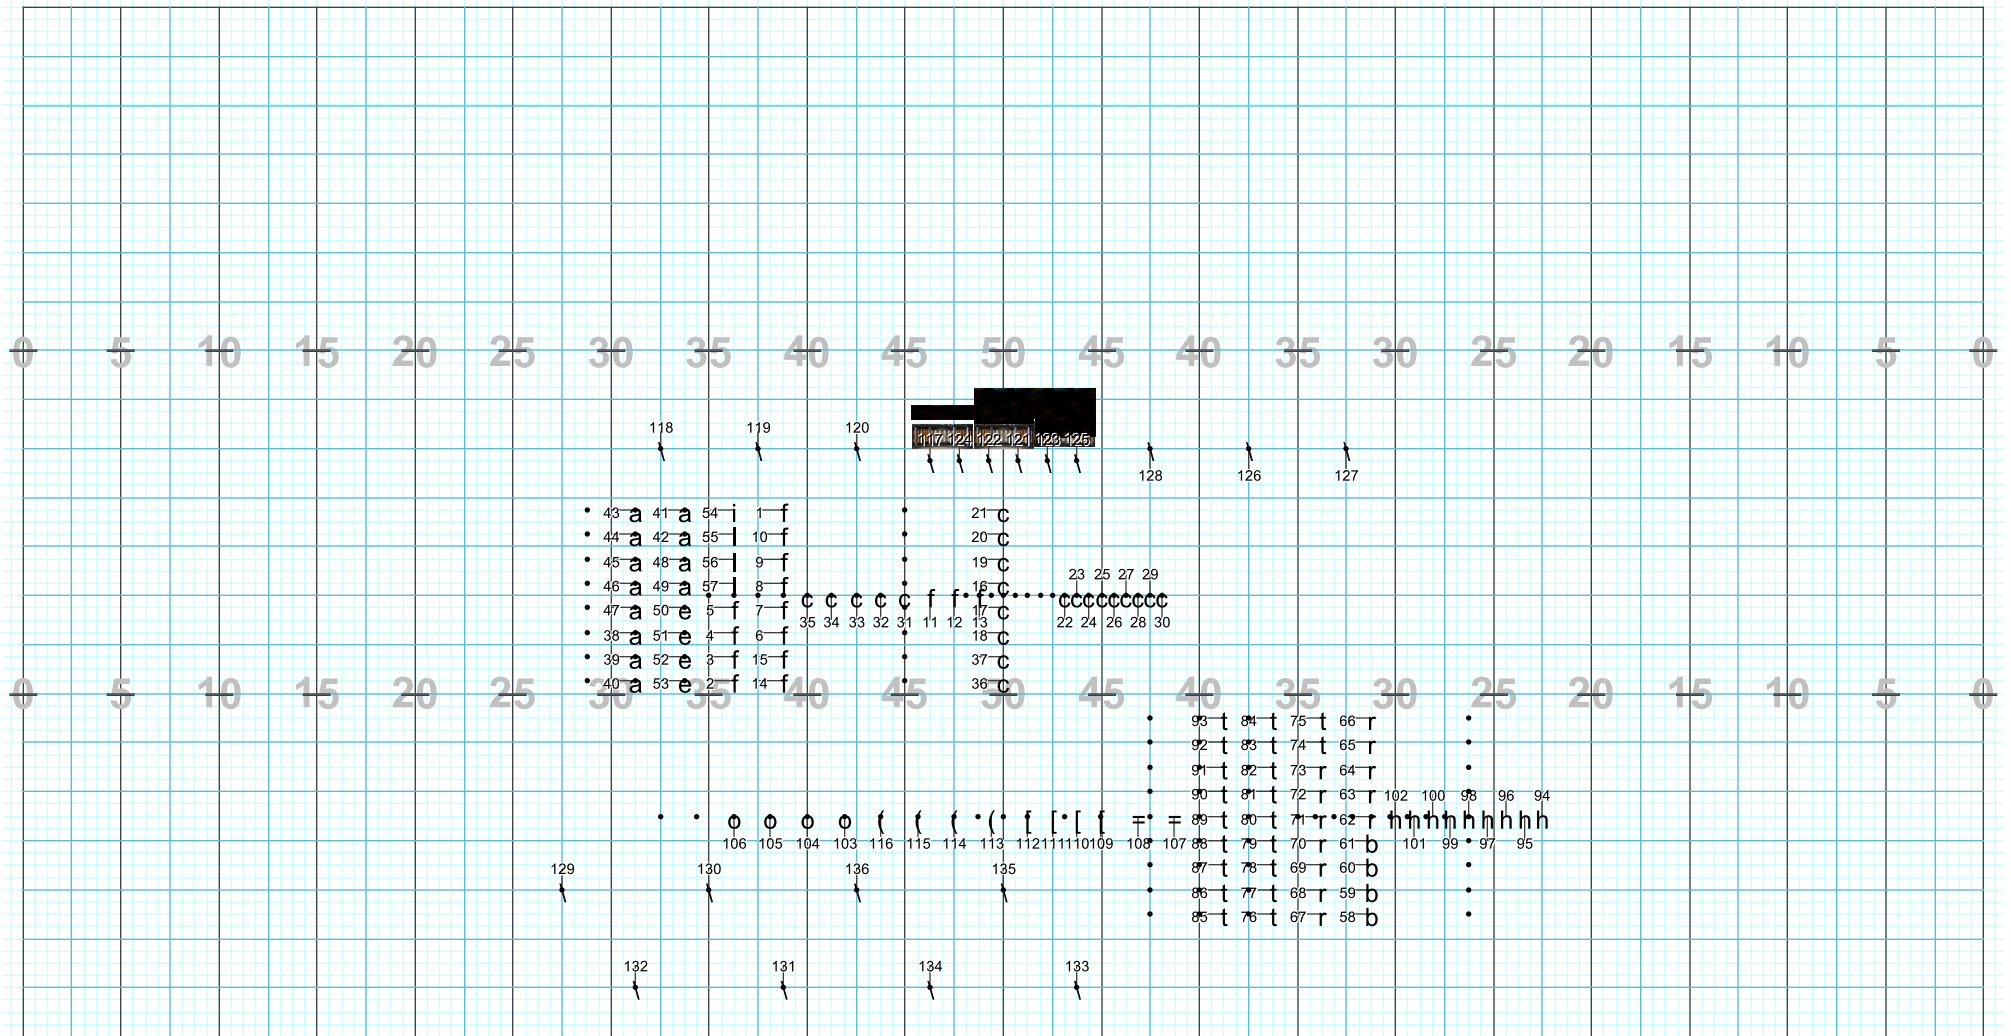 0 5 10 15 20 25 30 35 40 45 50 45 40 35 30 25 20 15 10 5 0
118 119 120
117 124 122 121 123 125
128 126 127
43 a 41 a 54 i 1 f 21 c
44 a 42 a 55 l 10 f 20 c
45 a 48 a 56 l 9 f 19 c
23 25 27 29
46 a 49 a 57 l 8 f 16 c
c c c c c f f f c c c c c c c c c
47 a 50 e 5 f 7 f 17 c
35 34 33 32 31 11 12 13 22 24 26 28 30
38 a 51 e 4 f 6 f 18 c
39 a 52 e 3 f 15 f 37 c
40 a 53 e 2 f 14 f 36 c
0 5 10 15 20 25 30 35 40 45 50 45 40 35 30 25 20 15 10 5 0
93 t 84 t 75 t 66 r
92 t 83 t 74 t 65 r
91 t 82 t 73 r 64 r
90 t 81 t 72 r 63 r 102 100 98 96 94
o o o o ( ( ( ( [ [ [ [ = = 89 t 80 t 71 r 62 r h h h h h h h h h
106 105 104 103 116 115 114 113 112 111 110 109 108 107 88 t 79 t 70 r 61 b 101 99 97 95
129 130 136 135 87 t 78 t 69 r 60 b
86 t 77 t 68 r 59 b
85 t 76 t 67 r 58 b
132 131 134 133